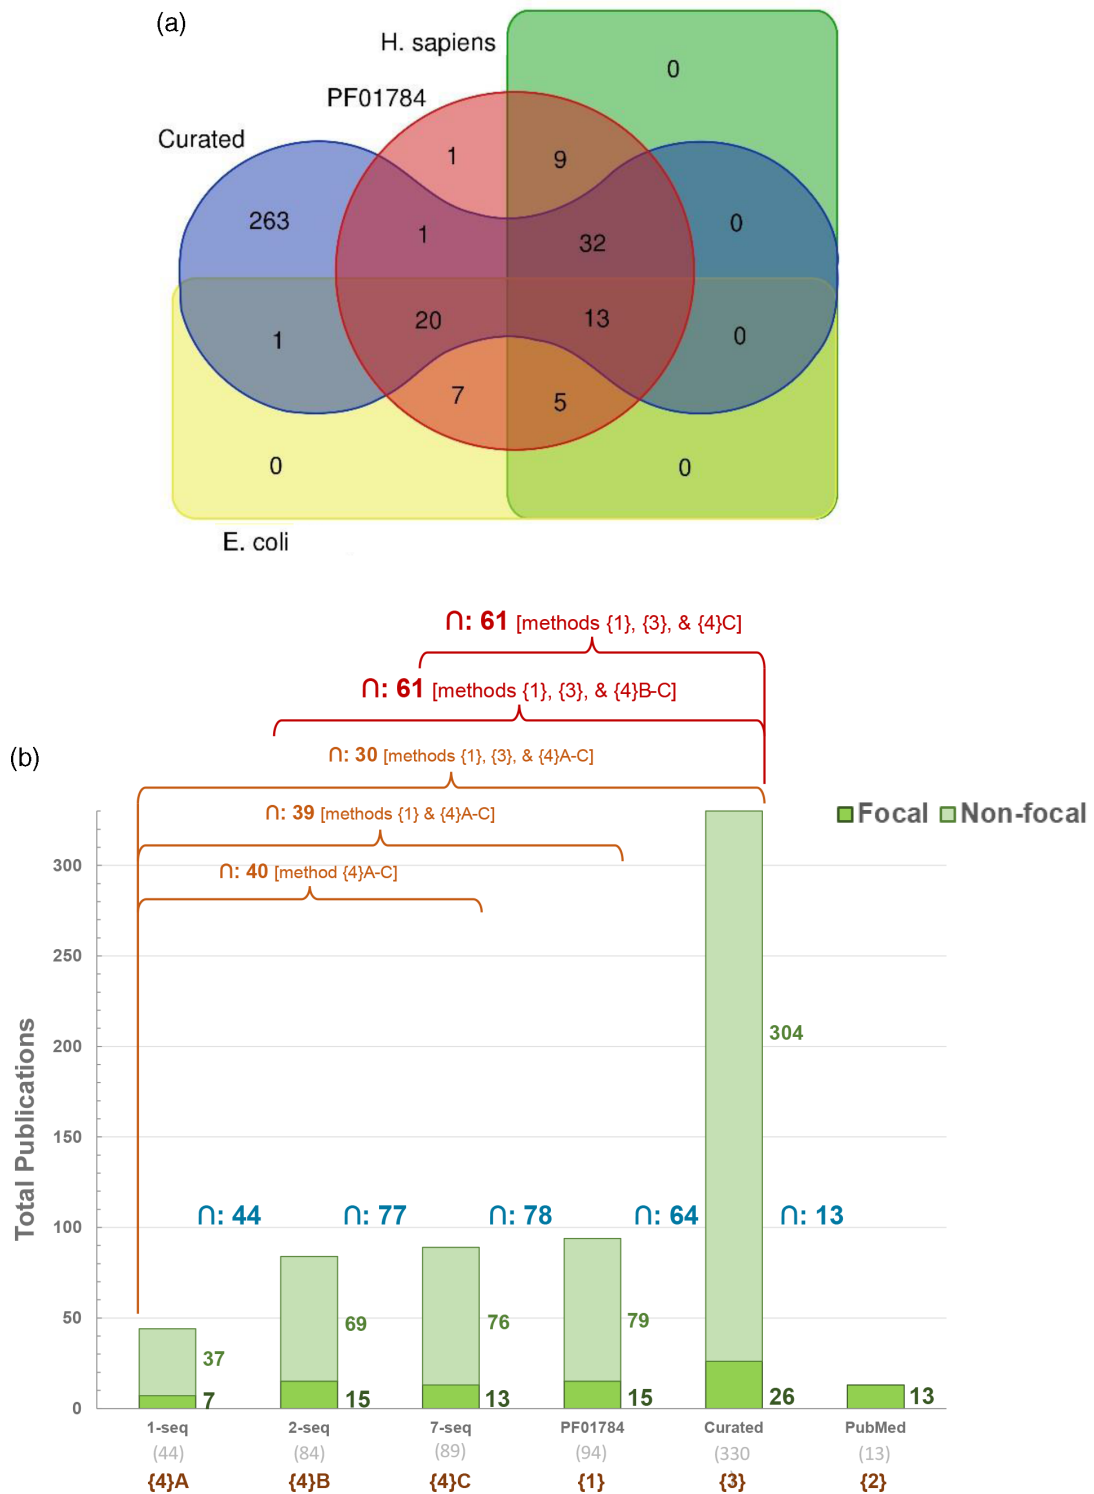 (a)
H. sapiens
0
PF01784
Curated
1
9
263
1
32
0
1
20
13
0
7
5
0
0
E. coli
∩: 61 [methods {1}, {3}, & {4}C]
∩: 61 [methods {1}, {3}, & {4}B-C]
(b)
∩: 30 [methods {1}, {3}, & {4}A-C]
∩: 39 [methods {1} & {4}A-C]
∩: 40 [method {4}A-C]
Focal Non-focal
Total Publications
300
250
200
150
100
50
0
304
∩: 44 ∩: 77 ∩: 78 ∩: 64 ∩: 13
37 69 76 79
7 15 13 15 26 13
1-seq 2-seq 7-seq PF01784 Curated PubMed
(44) (84) (89) (94) (330 (13)
{4}A {4}B {4}C {1} {3} {2}